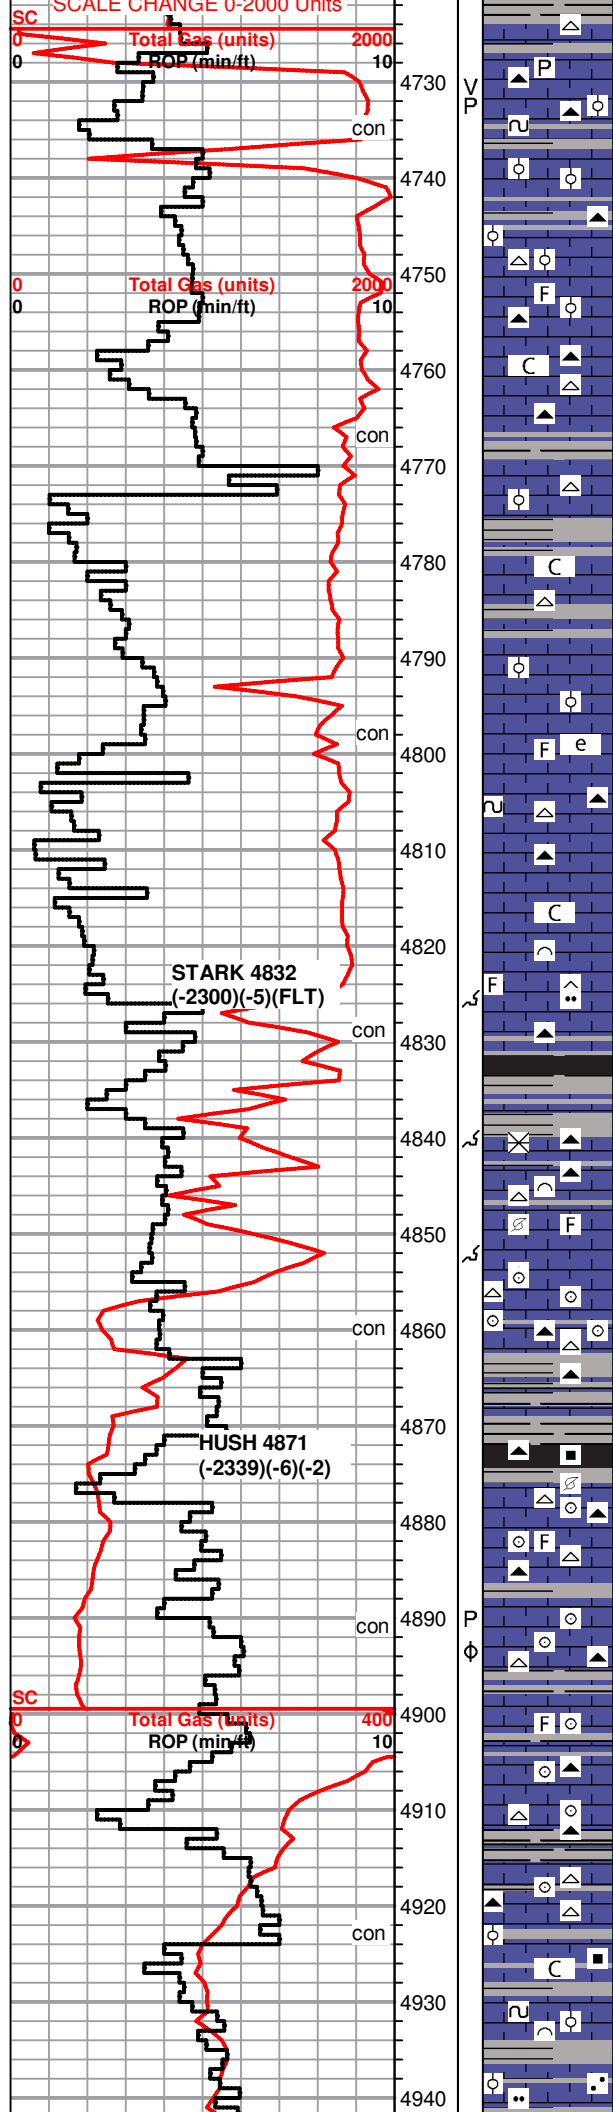 SCALE CHANGE 0-2000 Units
SC
0 Total Gas (units) 2000
0 ROP (min/ft) 10
4730
P
V
P
con
4740
4750
0 Total Gas (units) 2000
0 ROP (min/ft) 10
F
4760
C
con
4770
4780
C
4790
con
4800
F e
4810
C
4820
STARK 4832
(-2300)(-5)(FLT)
F
con
4830
4840
4850
F
con
4860
4870
HUSH 4871
(-2339)(-6)(-2)
4880
F
4890
con
P
ϕ
SC
4900
0 Total Gas (units) 400
0 ROP (min/ft) 10
F
4910
4920
con
C
4930
4940